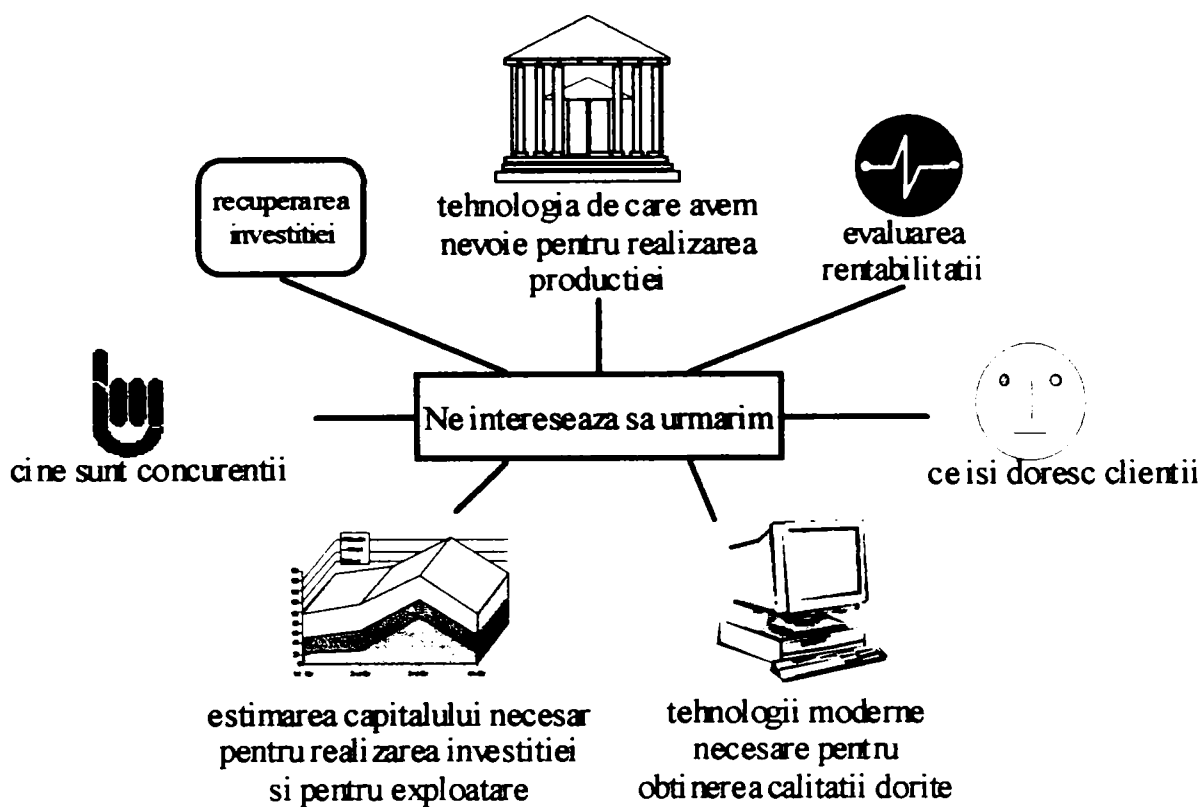 recuperarea
investitiei
tehnologia de care avem
nevoie pentru realizarea
productiei
evaluarea
rentabilitatii
cine sunt concurentii
Ne intereseaza sa urmarim
ce isi doresc clientii
estimarea capitalului necesar
pentru realizarea investitiei
si pentru exploatare
tehnologii moderne
necesare pentru
obtinerea calitatii dorite